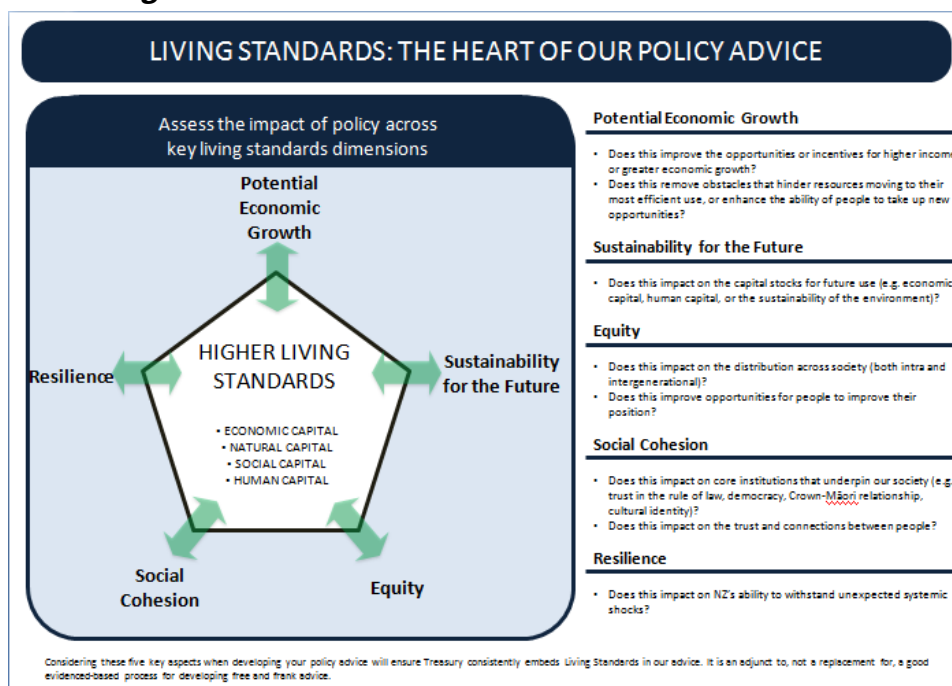 LIVING STANDARDS: THE HEART OF OUR POLICY ADVICE
Assess the impact of policy across
key living standards dimensions
Potential
Economic
Growth
Resilience
HIGHER LIVING
STANDARDS
• ECONOMIC CAPITAL
• NATURAL CAPITAL
• SOCIAL CAPITAL
• HUMAN CAPITAL
Sustainability
for the Future
Social
Cohesion
Equity
Potential Economic Growth
• Does this improve the opportunities or incentives for higher income
or greater economic growth?
• Does this remove obstacles that hinder resources moving to their
most efficient use, or enhance the ability of people to take up new
opportunities?
Sustainability for the Future
• Does this impact on the capital stocks for future use (e.g. economic
capital, human capital, or the sustainability of the environment)?
Equity
• Does this impact on the distribution across society (both intra and
intergenerational)?
• Does this improve opportunities for people to improve their
position?
Social Cohesion
• Does this impact on core institutions that underpin our society (e.g.
trust in the rule of law, democracy, Crown-Māori relationship,
cultural identity)?
• Does this impact on the trust and connections between people?
Resilience
• Does this impact on NZ's ability to withstand unexpected systemic
shocks?
Considering these five key aspects when developing your policy advice will ensure Treasury consistently embeds Living Standards in our advice. It is an adjunct to, not a replacement for, a good
evidenced-based process for developing free and frank advice.